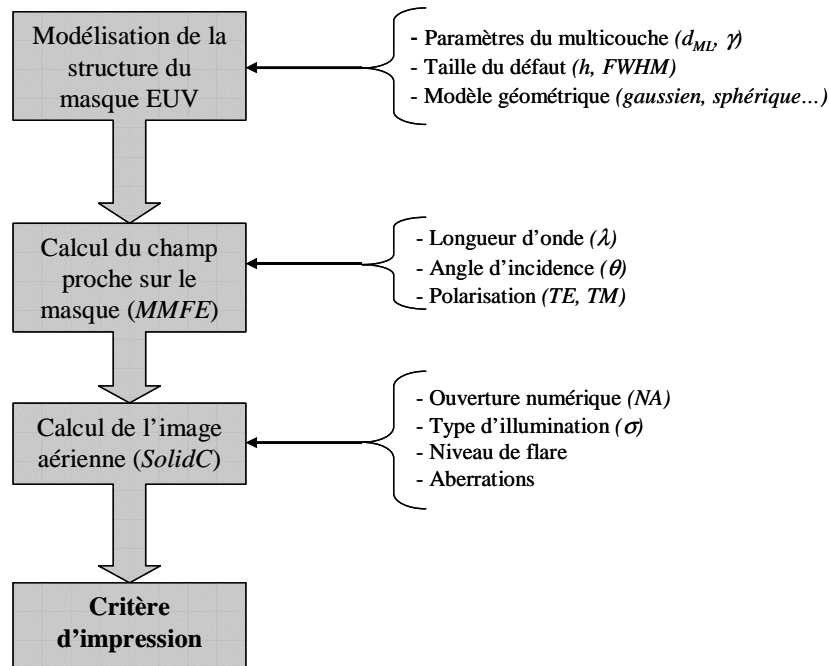 Modélisation de la
structure du
masque EUV
- Paramètres du multicouche (d_ML, γ)
- Taille du défaut (h, FWHM)
- Modèle géométrique (gaussien, sphérique…)
Calcul du champ
proche sur le
masque (MMFE)
- Longueur d’onde (λ)
- Angle d’incidence (θ)
- Polarisation (TE, TM)
Calcul de l’image
aérienne (SolidC)
- Ouverture numérique (NA)
- Type d’illumination (σ)
- Niveau de flare
- Aberrations
Critère
d’impression